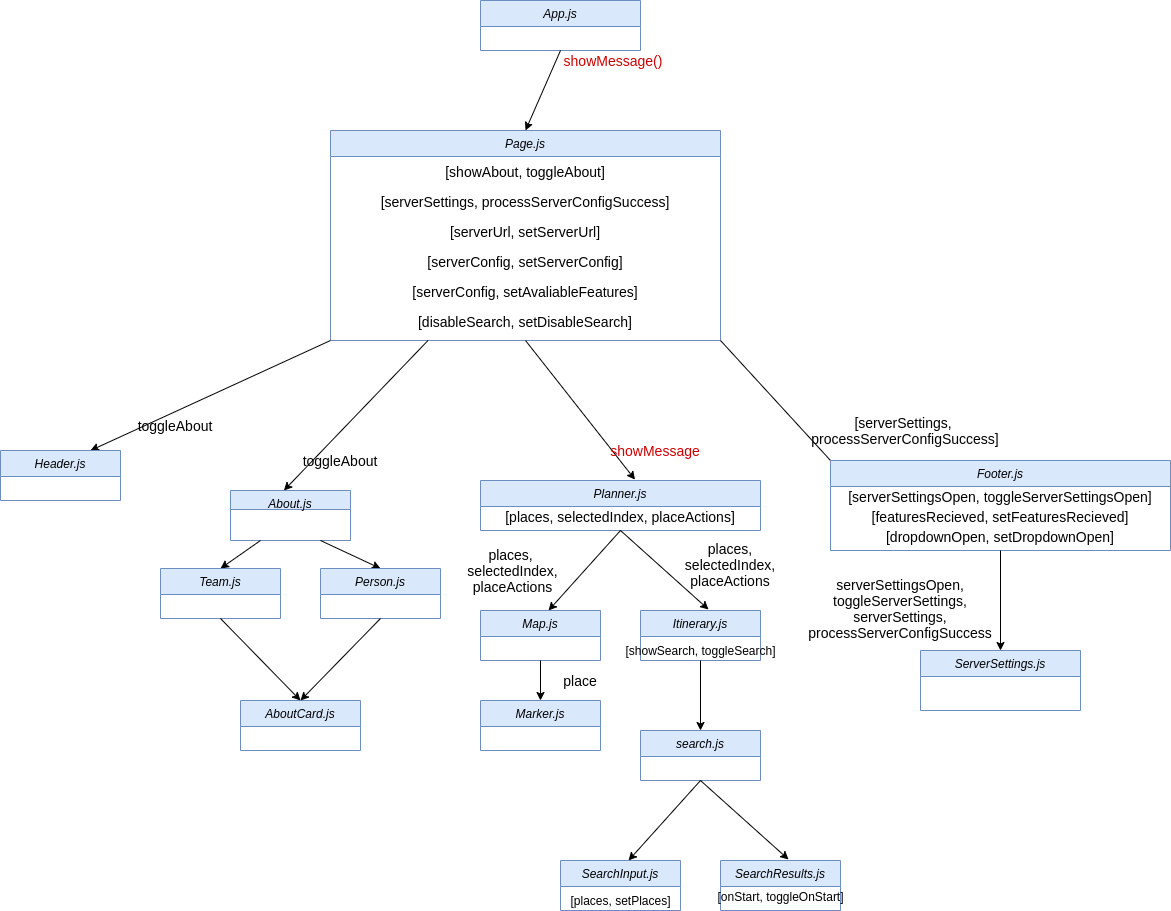 App.js
showMessage()
Page.js
[showAbout, toggleAbout]
[serverSettings, processServerConfigSuccess]
[serverUrl, setServerUrl]
[serverConfig, setServerConfig]
[serverConfig, setAvaliableFeatures]
[disableSearch, setDisableSearch]
toggleAbout
toggleAbout
showMessage
[serverSettings,
processServerConfigSuccess]
Header.js
About.js
Planner.js
[places, selectedIndex, placeActions]
Footer.js
[serverSettingsOpen, toggleServerSettingsOpen]
[featuresRecieved, setFeaturesRecieved]
[dropdownOpen, setDropdownOpen]
Team.js
Person.js
places,
selectedIndex,
placeActions
places,
selectedIndex,
placeActions
serverSettingsOpen,
toggleServerSettings,
serverSettings,
processServerConfigSuccess
Map.js
Itinerary.js
[showSearch, toggleSearch]
ServerSettings.js
place
AboutCard.js
Marker.js
search.js
SearchInput.js
[places, setPlaces]
SearchResults.js
[onStart, toggleOnStart]